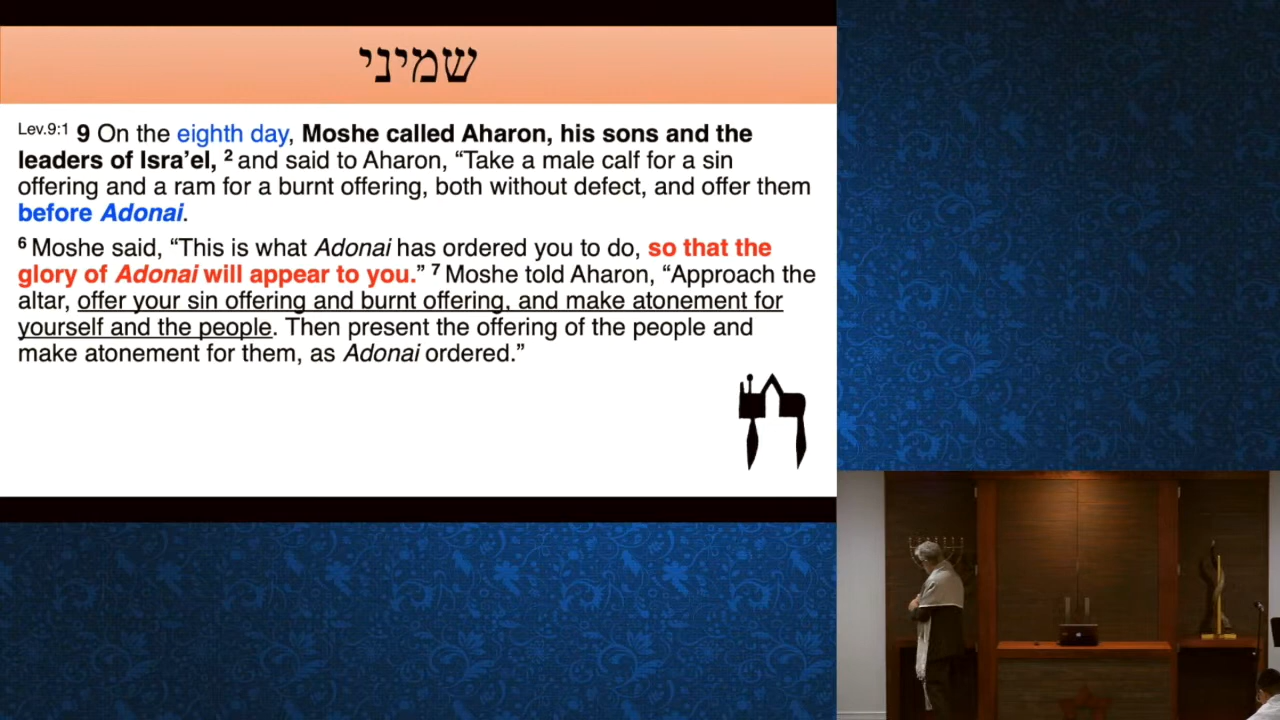 שמיני
Lev.9:1 9 On the eighth day, Moshe called Aharon, his sons and the
leaders of Isra’el, 2 and said to Aharon, “Take a male calf for a sin
offering and a ram for a burnt offering, both without defect, and offer them
before Adonai.
6 Moshe said, “This is what Adonai has ordered you to do, so that the
glory of Adonai will appear to you.” 7 Moshe told Aharon, “Approach the
altar, offer your sin offering and burnt offering, and make atonement for
yourself and the people. Then present the offering of the people and
make atonement for them, as Adonai ordered.”
ח